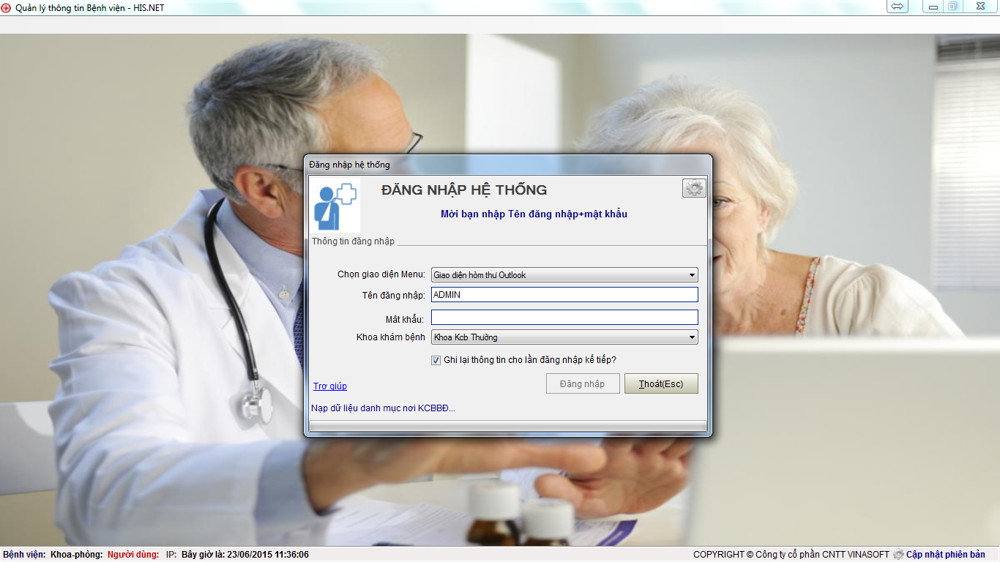 Quản lý thông tin Bệnh viện - HIS.NET
Đăng nhập hệ thống
ĐĂNG NHẬP HỆ THỐNG
Mời bạn nhập Tên đăng nhập+mật khẩu
Thông tin đăng nhập
Chọn giao diện Menu: Giao diện hòm thư Outlook
Tên đăng nhập: ADMIN
Mât khẩu:
Khoa khám bệnh Khoa Kcb Thường
Ghi lại thông tin cho lần đăng nhập kế tiếp?
Trợ giúp Đăng nhập Thoát(Esc)
Nạp dữ liệu danh mục nơi KCBBĐ...
Bệnh viện: Khoa-phòng: Người dùng: IP: Bây giờ là: 23/06/2015 11:36:06 COPYRIGHT © Công ty cổ phần CNTT VINASOFT Cập nhật phiên bản